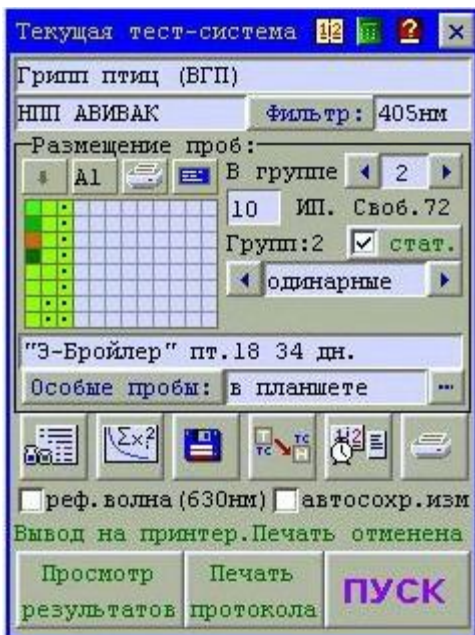 Текущая тест-система
Грипп птиц (ВГП)
НПП АВИВАК Фильтр: 405нм
Размещение проб:
А1 В группе 2
10 ИП. Своб.72
Групп:2 стат.
одинарные
"Э-Бройлер" пт.18 34 дн.
Особые пробы: в планшете ...
реф.волна(630нм) автосохр.изм
Вывод на принтер.Печать отменена
Просмотр результатов
Печать протокола
ПУСК